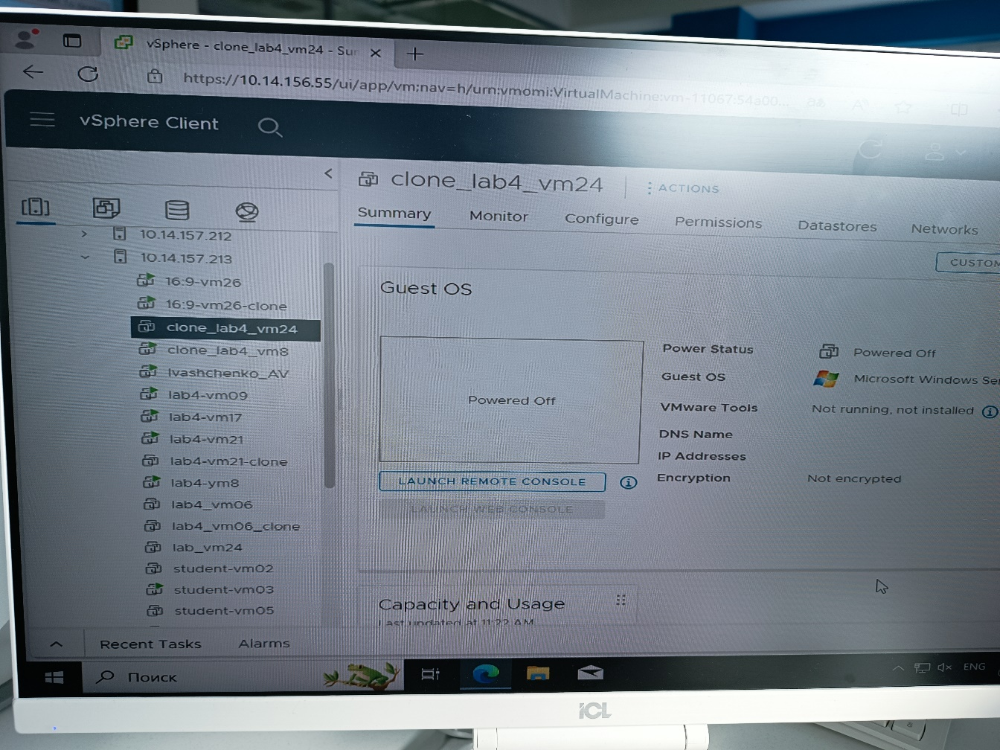 vSphere - clone_lab4_vm24 - Su
https://10.14.156.55/ui/app/vm;nav=h/urn:vmomi:VirtualMachine:vm-11067:54a00...
vSphere Client
clone_lab4_vm24
ACTIONS
Summary Monitor Configure Permissions Datastores Networks
10.14.157.212
10.14.157.213
16:9-vm26
16:9-vm26-clone
clone_lab4_vm24
clone_lab4_vm8
Ivashchenko_AV
lab4-vm09
lab4-vm17
lab4-vm21
lab4-vm21-clone
lab4-ym8
lab4_vm06
lab4_vm06_clone
lab_vm24
student-vm02
student-vm03
student-vm05
CUSTOM
Guest OS
Powered Off
LAUNCH REMOTE CONSOLE
LAUNCH WEB CONSOLE
Power Status Powered Off
Guest OS Microsoft Windows Se
VMware Tools Not running, not installed
DNS Name
IP Addresses
Encryption Not encrypted
Capacity and Usage
Last updated at 11:22 AM
Recent Tasks Alarms
Поиск
ENG
iCL